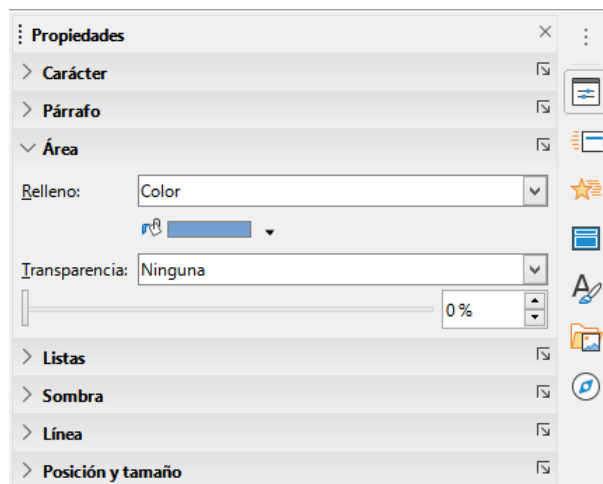 Propiedades
Carácter
Párrafo
Área
Relleno: Color
Transparencia: Ninguna
0 %
Listas
Sombra
Línea
Posición y tamaño